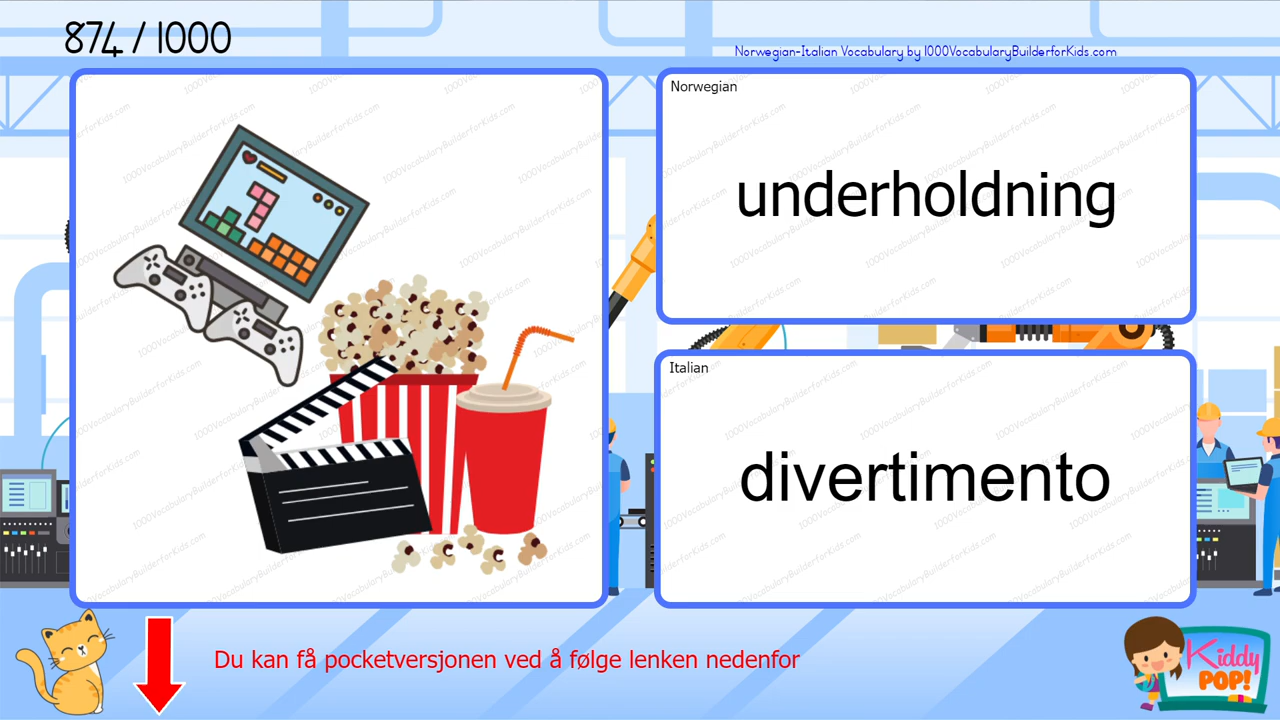 874 / 1000
Norwegian-Italian Vocabulary by 1000VocabularyBuilderforKids.com
Norwegian
underholdning
Italian
divertimento
Du kan få pocketversjonen ved å følge lenken nedenfor
Kiddy
POP!